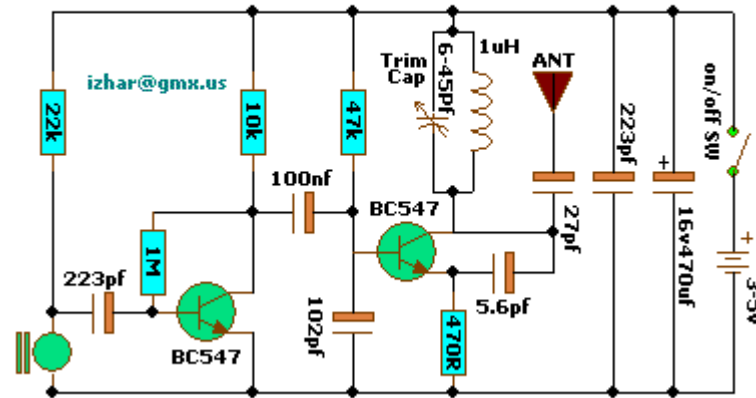 izhar@gmx.us
22k
10k
47k
Trim
Cap
6-45pf
1uH
ANT
223pf
on/off SW
100nf
BC547
+
16v470uf
+
3-3v
1M
223pf
27pf
5.6pf
102pf
BC547
470R